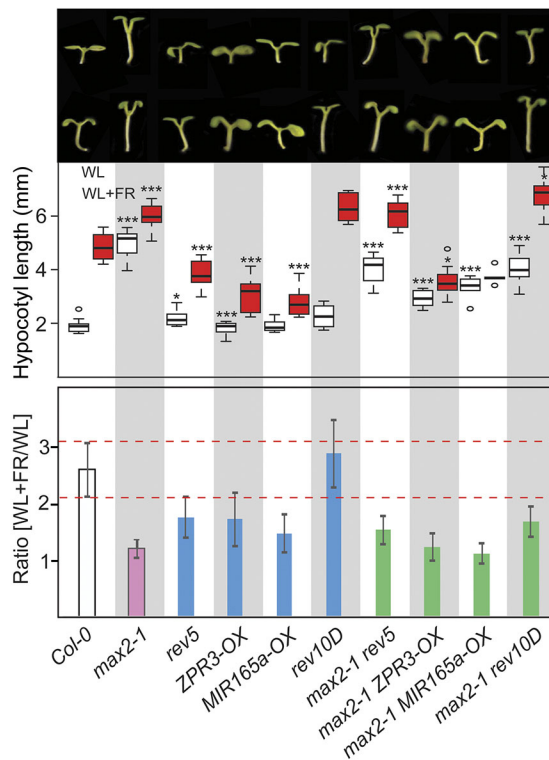 WL
WL+FR
Hypocotyl length (mm)
6
4
2
***
***
*
***
***
***
***
***
***
***
*
***
***
*
Ratio [WL+FR/WL]
3
2
1
Col-0
max2-1
rev5
ZPR3-OX
MIR165a-OX
rev10D
max2-1 rev5
max2-1 ZPR3-OX
max2-1 MIR165a-OX
max2-1 rev10D